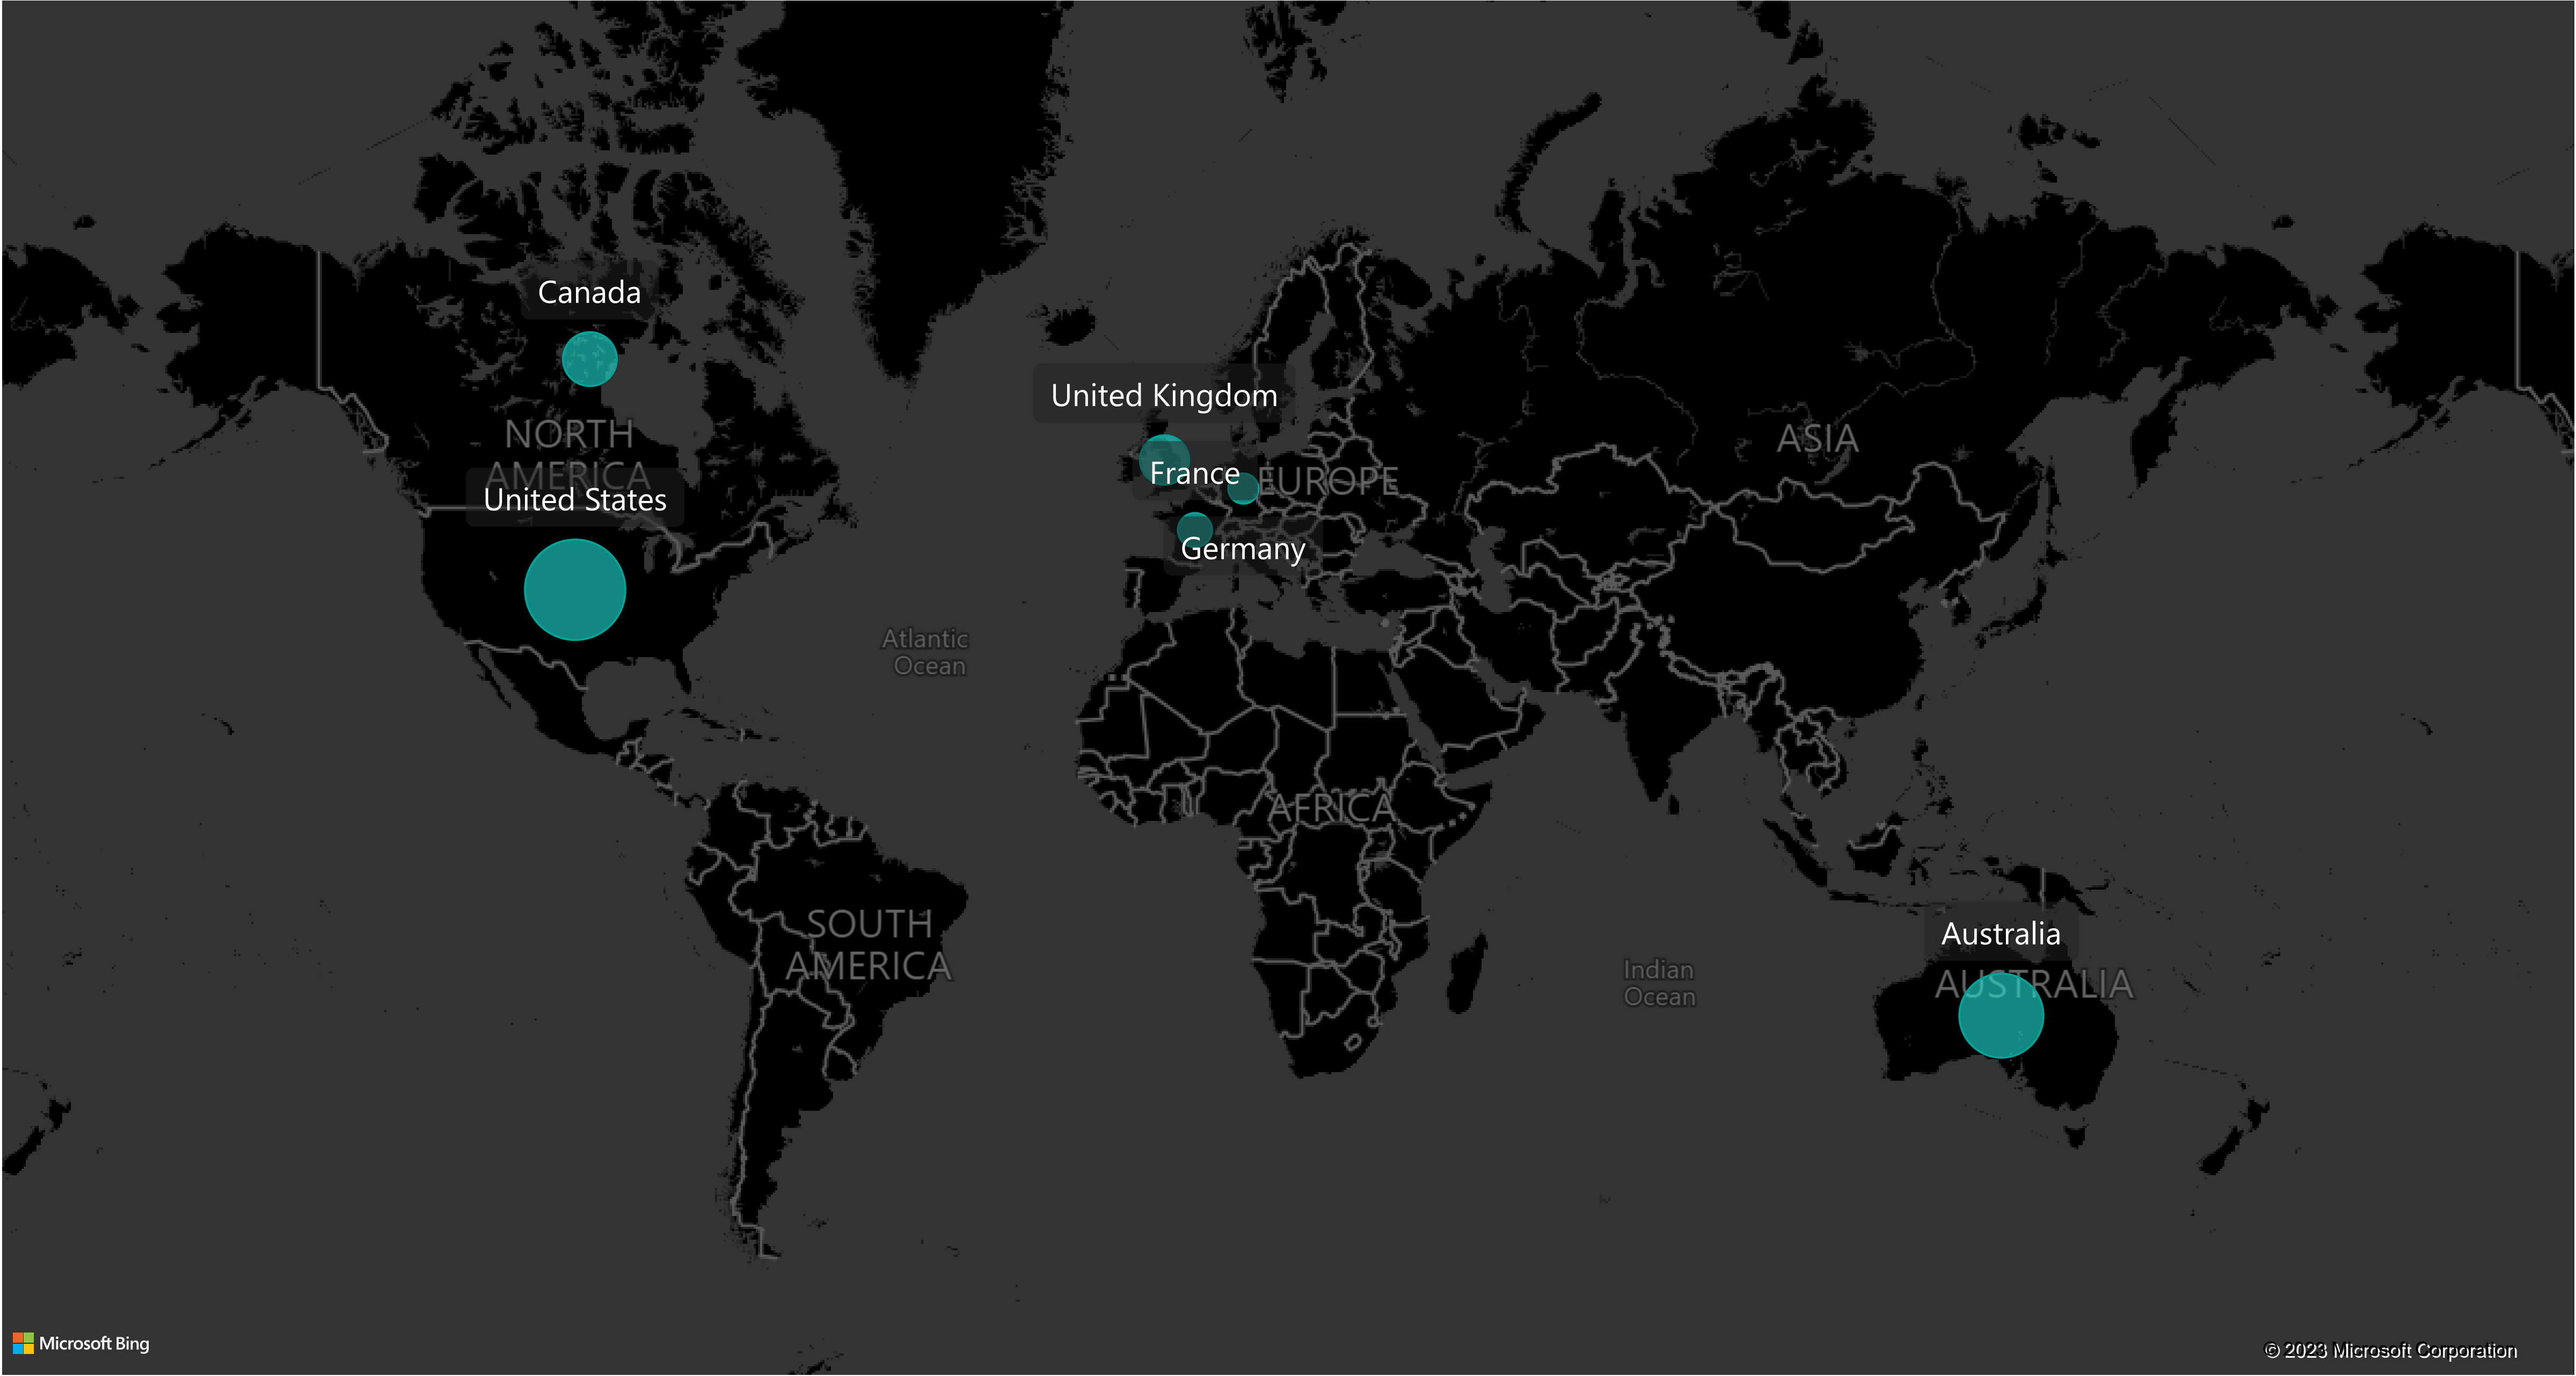 Canada
United Kingdom
NORTH
AMERICA
ASIA
France
EUROPE
United States
Germany
Atlantic
Ocean
AFRICA
SOUTH
AMERICA
Australia
AUSTRALIA
Indian
Ocean
Microsoft Bing
© 2023 Microsoft Corporation